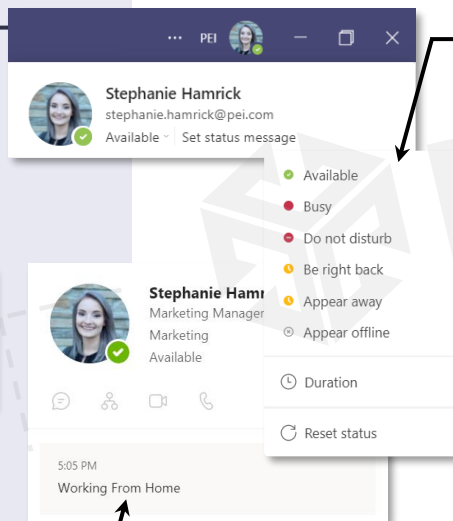 PEI
Stephanie Hamrick
stephanie.hamrick@pei.com
Available Set status message
Available
Busy
Do not disturb
Be right back
Appear away
Appear offline
Duration
Reset status
Stephanie Hamr
Marketing Manager
Marketing
Available
5:05 PM
Working From Home